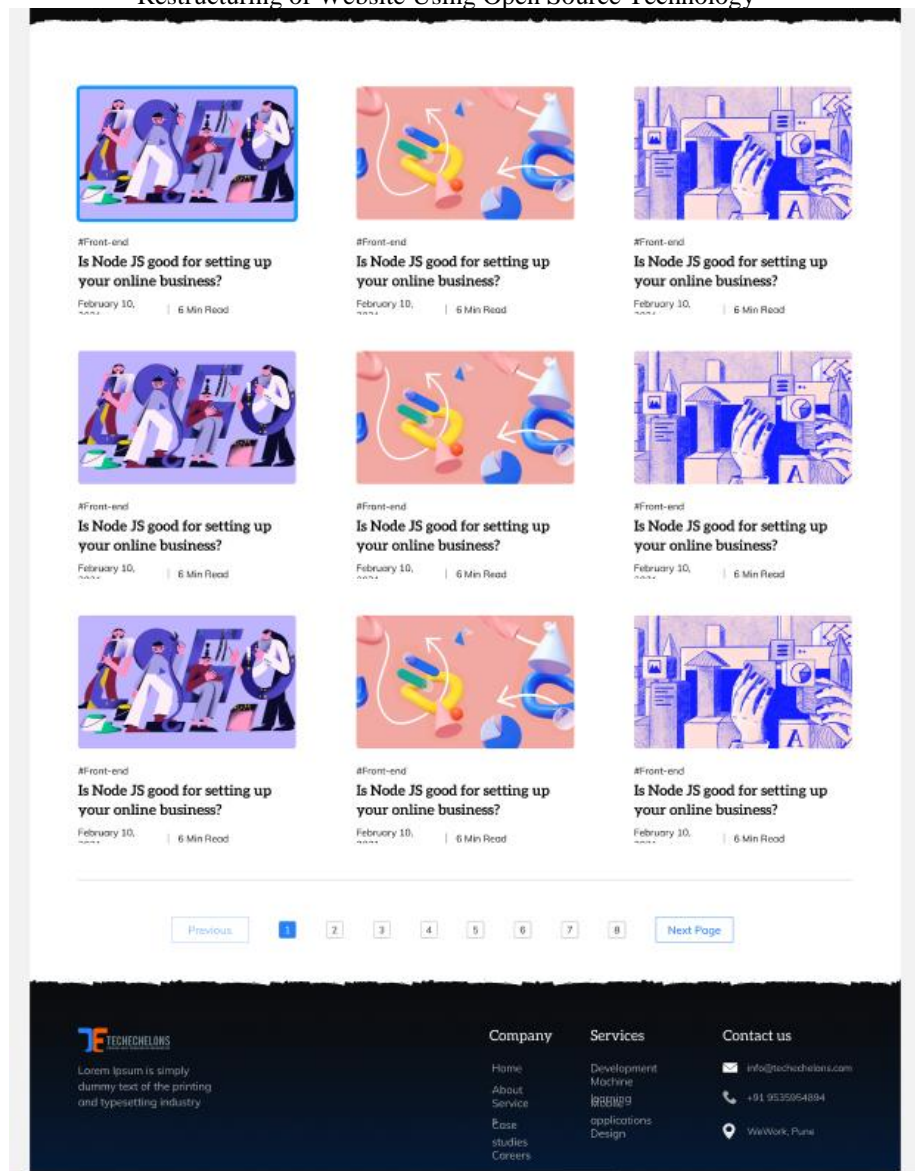 Restructuring of Website Using Open Source Technology
#Front-end
Is Node JS good for setting up
your online business?
February 10,
6 Min Read
#Front-end
Is Node JS good for setting up
your online business?
February 10,
6 Min Read
#Front-end
Is Node JS good for setting up
your online business?
February 10,
6 Min Read
#Front-end
Is Node JS good for setting up
your online business?
February 10,
6 Min Read
#Front-end
Is Node JS good for setting up
your online business?
February 10,
6 Min Read
#Front-end
Is Node JS good for setting up
your online business?
February 10,
6 Min Read
#Front-end
Is Node JS good for setting up
your online business?
February 10,
6 Min Read
#Front-end
Is Node JS good for setting up
your online business?
February 10,
6 Min Read
#Front-end
Is Node JS good for setting up
your online business?
February 10,
6 Min Read
Previous 1 2 3 4 5 6 7 8 Next Page
TECHECHELONS
Lorem Ipsum is simply
dummy text of the printing
and typesetting industry
Company
Home
About
Service
studies
Careers
Services
Development
Machine
learning
Mobile
applications
Design
Contact us
info@techechelons.com
+91 9535954894
WeWork, Pune